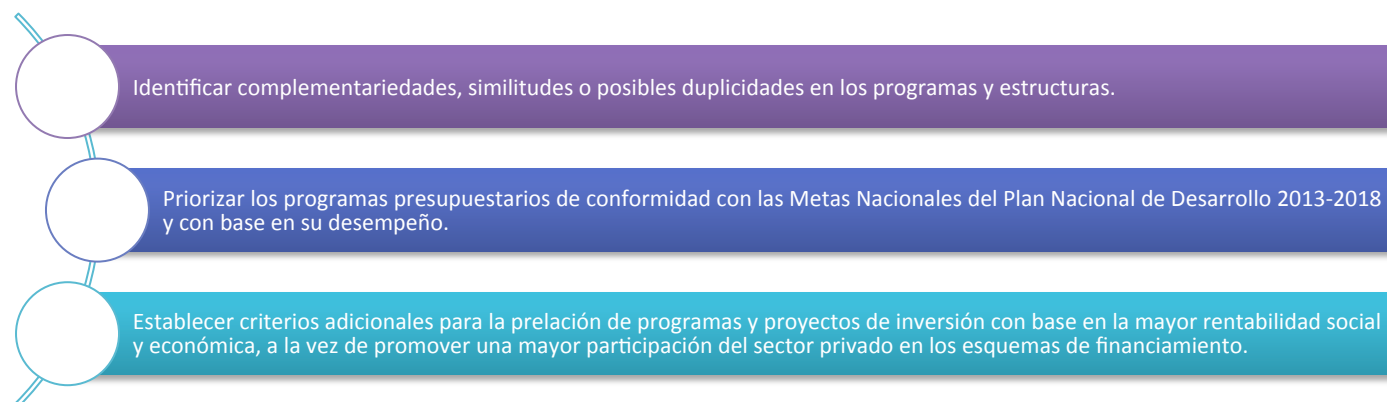 Identificar complementariedades, similitudes o posibles duplicidades en los programas y estructuras.
Priorizar los programas presupuestarios de conformidad con las Metas Nacionales del Plan Nacional de Desarrollo 2013-2018
y con base en su desempeño.
Establecer criterios adicionales para la prelación de programas y proyectos de inversión con base en la mayor rentabilidad social
y económica, a la vez de promover una mayor participación del sector privado en los esquemas de financiamiento.